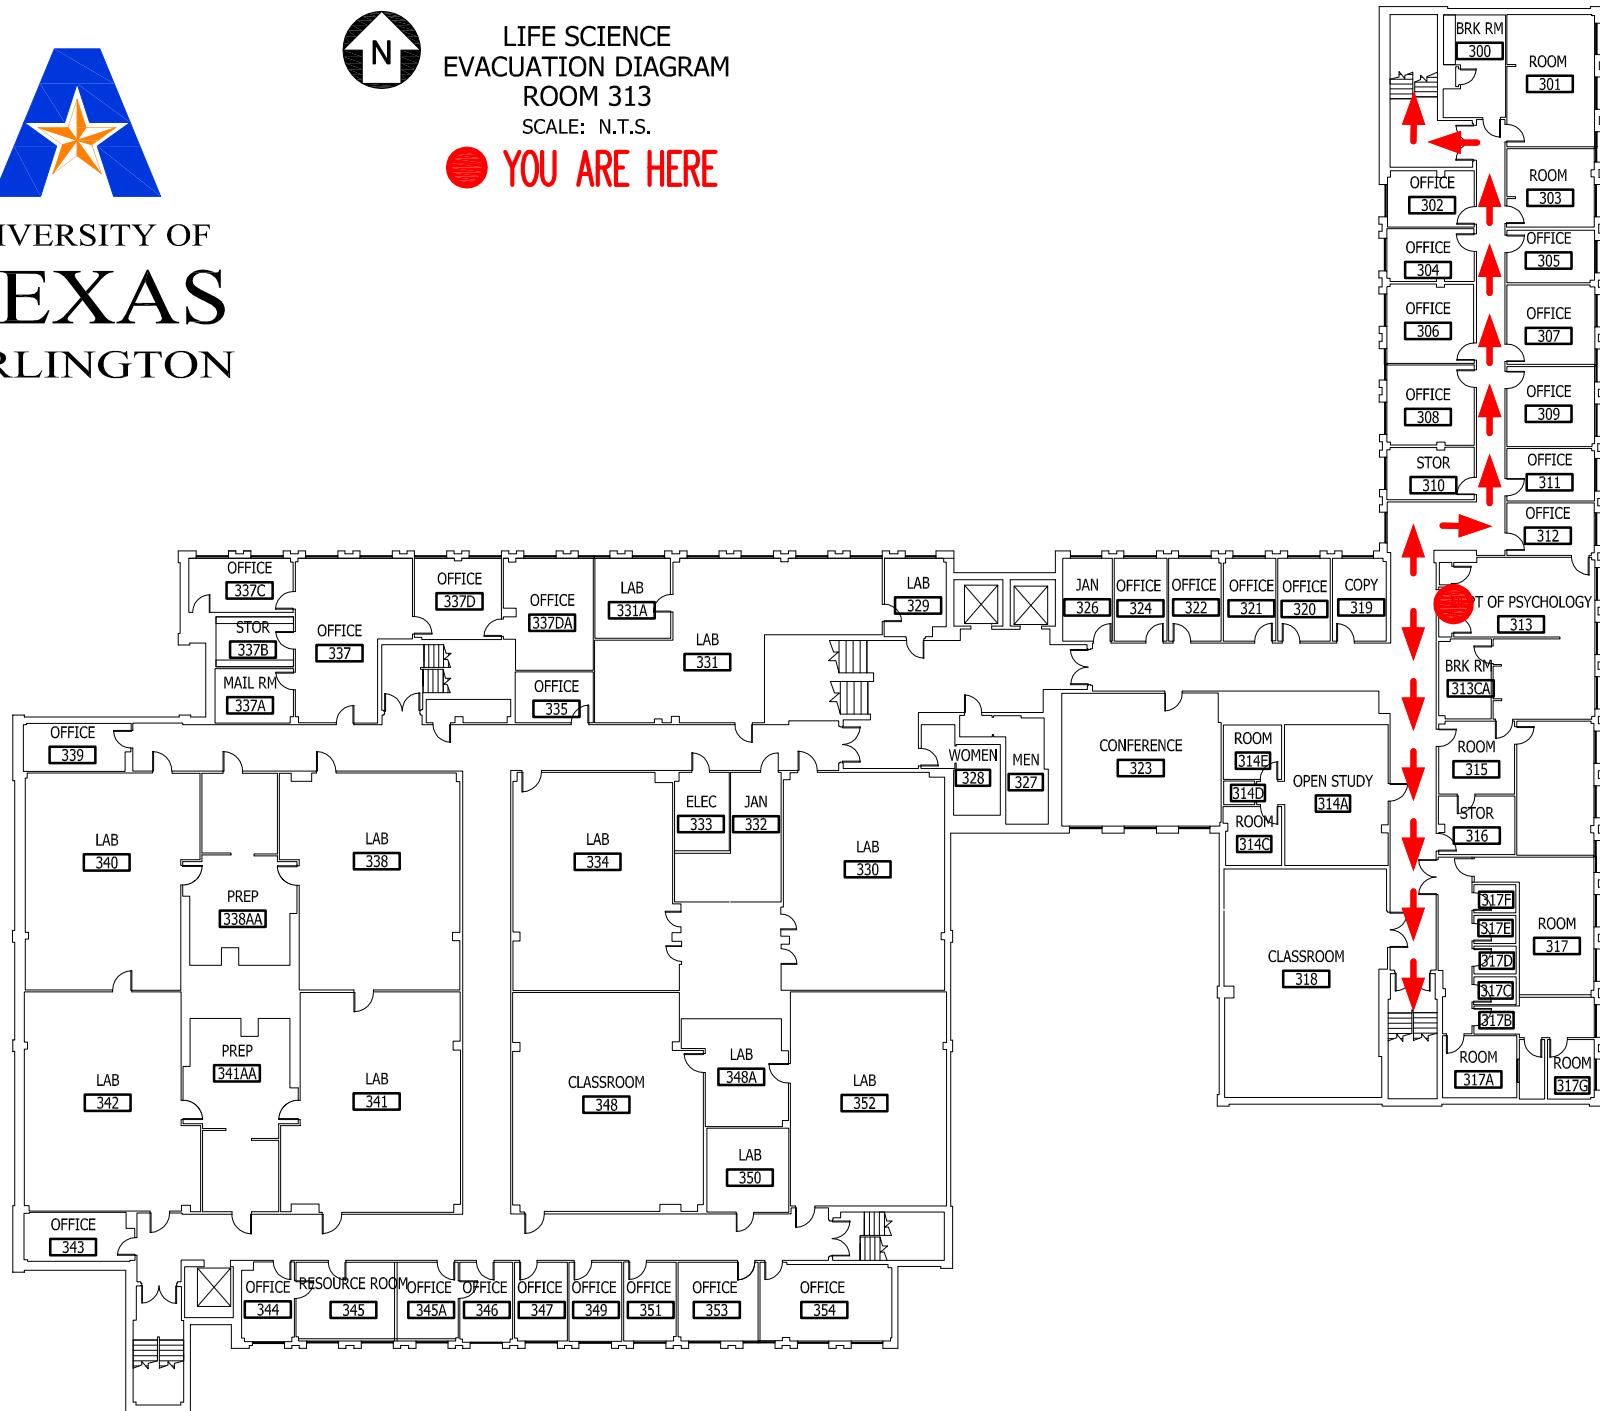 N
LIFE SCIENCE
EVACUATION DIAGRAM
ROOM 313
SCALE: N.T.S.
YOU ARE HERE
IVERSITY OF
EXAS
RLINGTON
BRK RM
300
ROOM
301
OFFICE
302
ROOM
303
OFFICE
304
OFFICE
305
OFFICE
306
OFFICE
307
OFFICE
308
OFFICE
309
STOR
310
OFFICE
311
OFFICE
312
PT OF PSYCHOLOGY
313
BRK RM
313CA
ROOM
315
STOR
316
317F
317E
317D
317C
317B
ROOM
317
ROOM
317A
ROOM
317G
OFFICE
337C
STOR
337B
MAIL RM
337A
OFFICE
337
OFFICE
337D
OFFICE
337DA
OFFICE
335
LAB
331A
LAB
331
LAB
329
JAN
326
OFFICE
324
OFFICE
322
OFFICE
321
OFFICE
320
COPY
319
OFFICE
339
WOMEN
328
MEN
327
CONFERENCE
323
ROOM
314E
314D
ROOM
314C
OPEN STUDY
314A
CLASSROOM
318
LAB
340
PREP
338AA
LAB
338
LAB
334
ELEC
333
JAN
332
LAB
330
LAB
342
PREP
341AA
LAB
341
CLASSROOM
348
LAB
348A
LAB
352
LAB
350
OFFICE
343
OFFICE
344
RESOURCE ROOM
345
OFFICE
345A
OFFICE
346
OFFICE
347
OFFICE
349
OFFICE
351
OFFICE
353
OFFICE
354